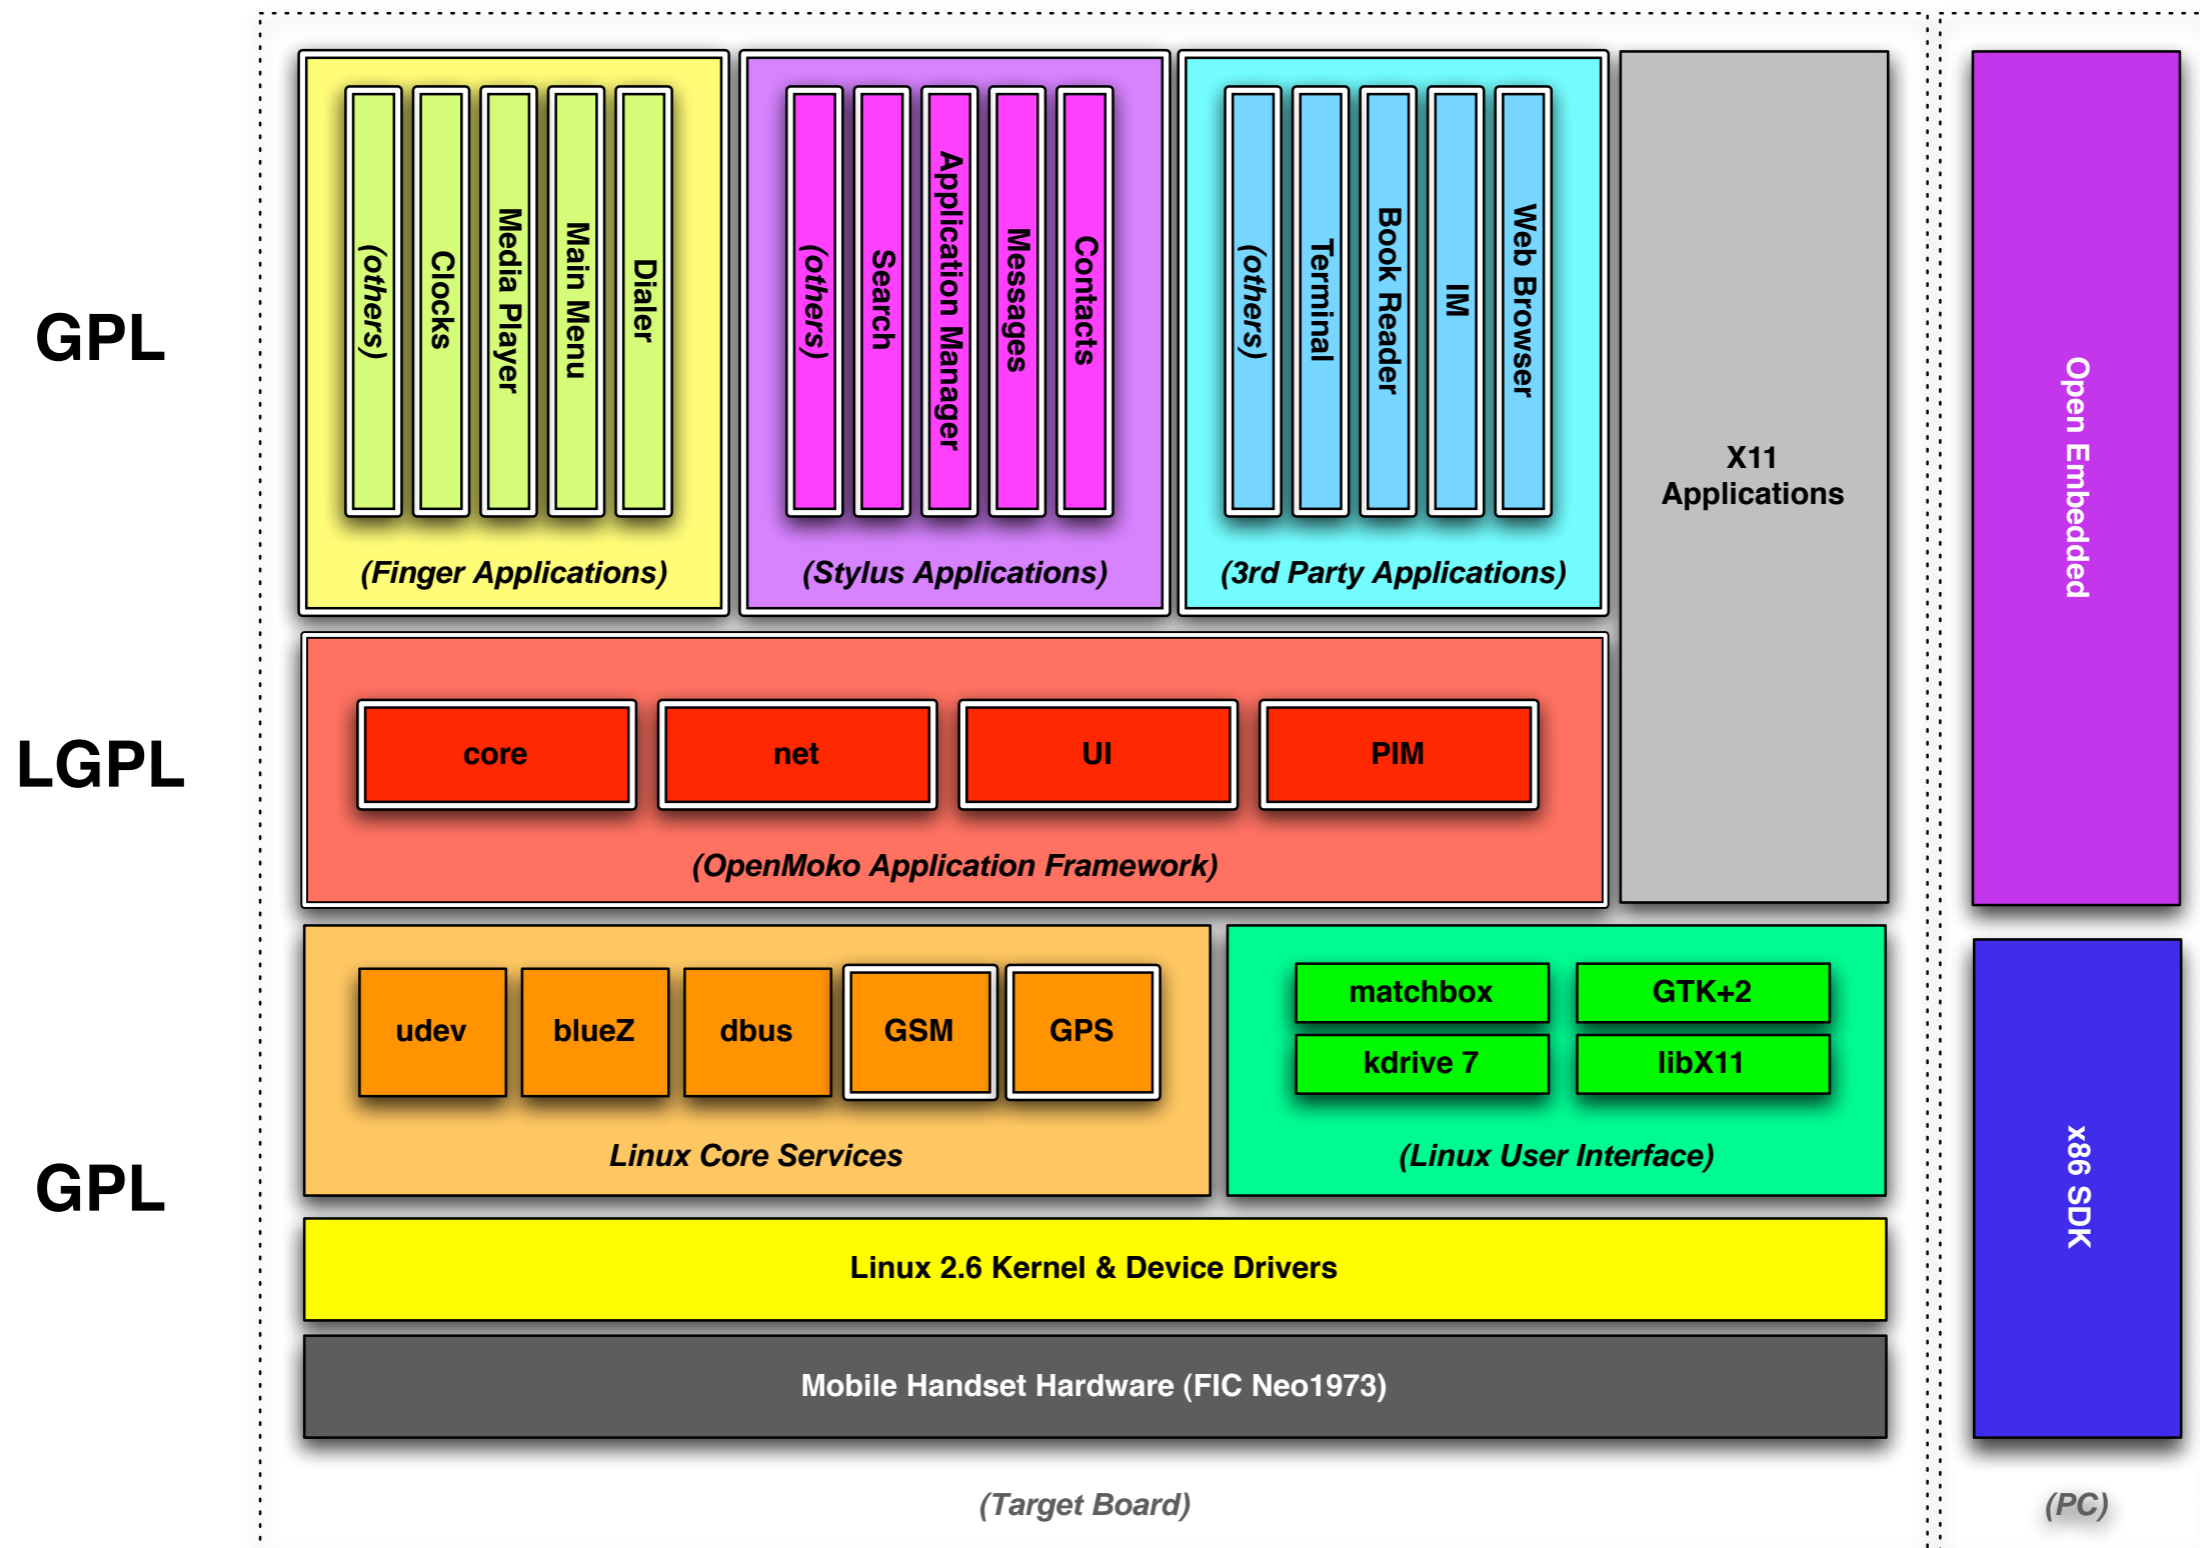 GPL
(others)
Clocks
Media Player
Main Menu
Dialer
(Finger Applications)
(others)
Search
Application Manager
Messages
Contacts
(Stylus Applications)
(others)
Terminal
Book Reader
IM
Web Browser
(3rd Party Applications)
X11
Applications
Open Embedded
LGPL
core
net
UI
PIM
(OpenMoko Application Framework)
GPL
udev
blueZ
dbus
GSM
GPS
Linux Core Services
matchbox
GTK+2
kdrive 7
libX11
(Linux User Interface)
x86 SDK
Linux 2.6 Kernel & Device Drivers
Mobile Handset Hardware (FIC Neo1973)
(Target Board)
(PC)